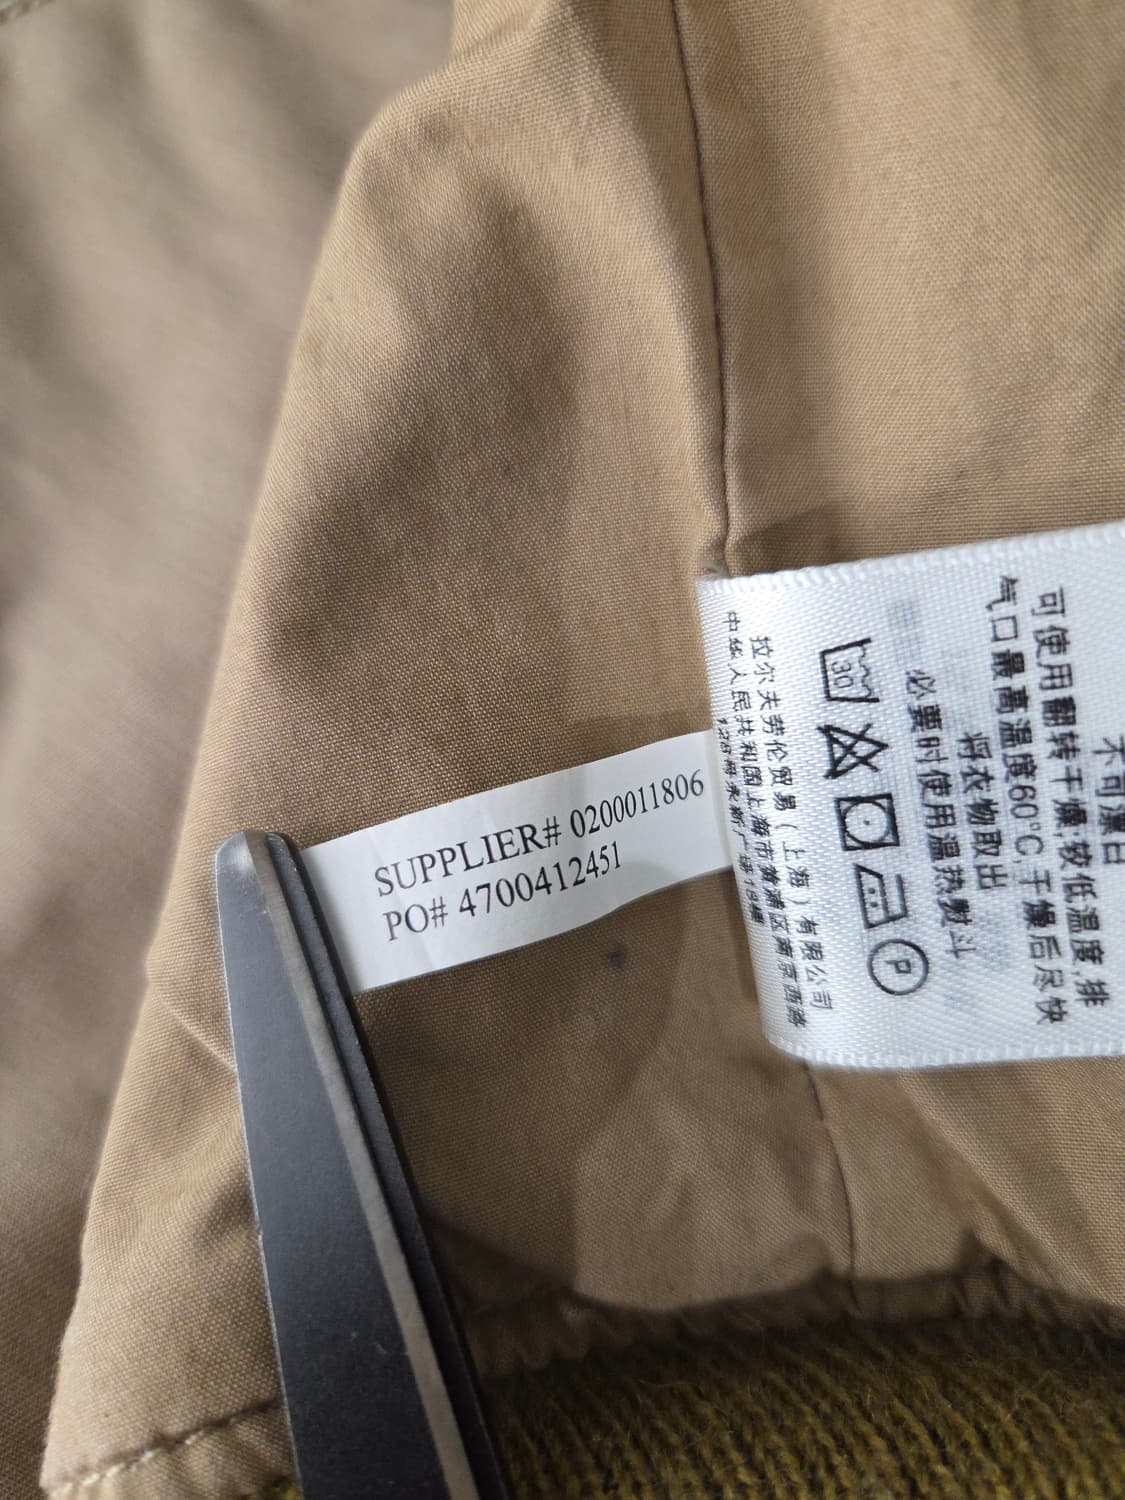 SUPPLIER# 0200011806
PO# 4700412451
不可漂白
可使用翻转干燥,较低温度,排
气口最高温度60℃,干燥后尽快
将衣物取出
必要时使用温热熨斗
30
P
拉尔夫劳伦贸易(上海)有限公司
中华人民共和国上海市黄浦区南京西路